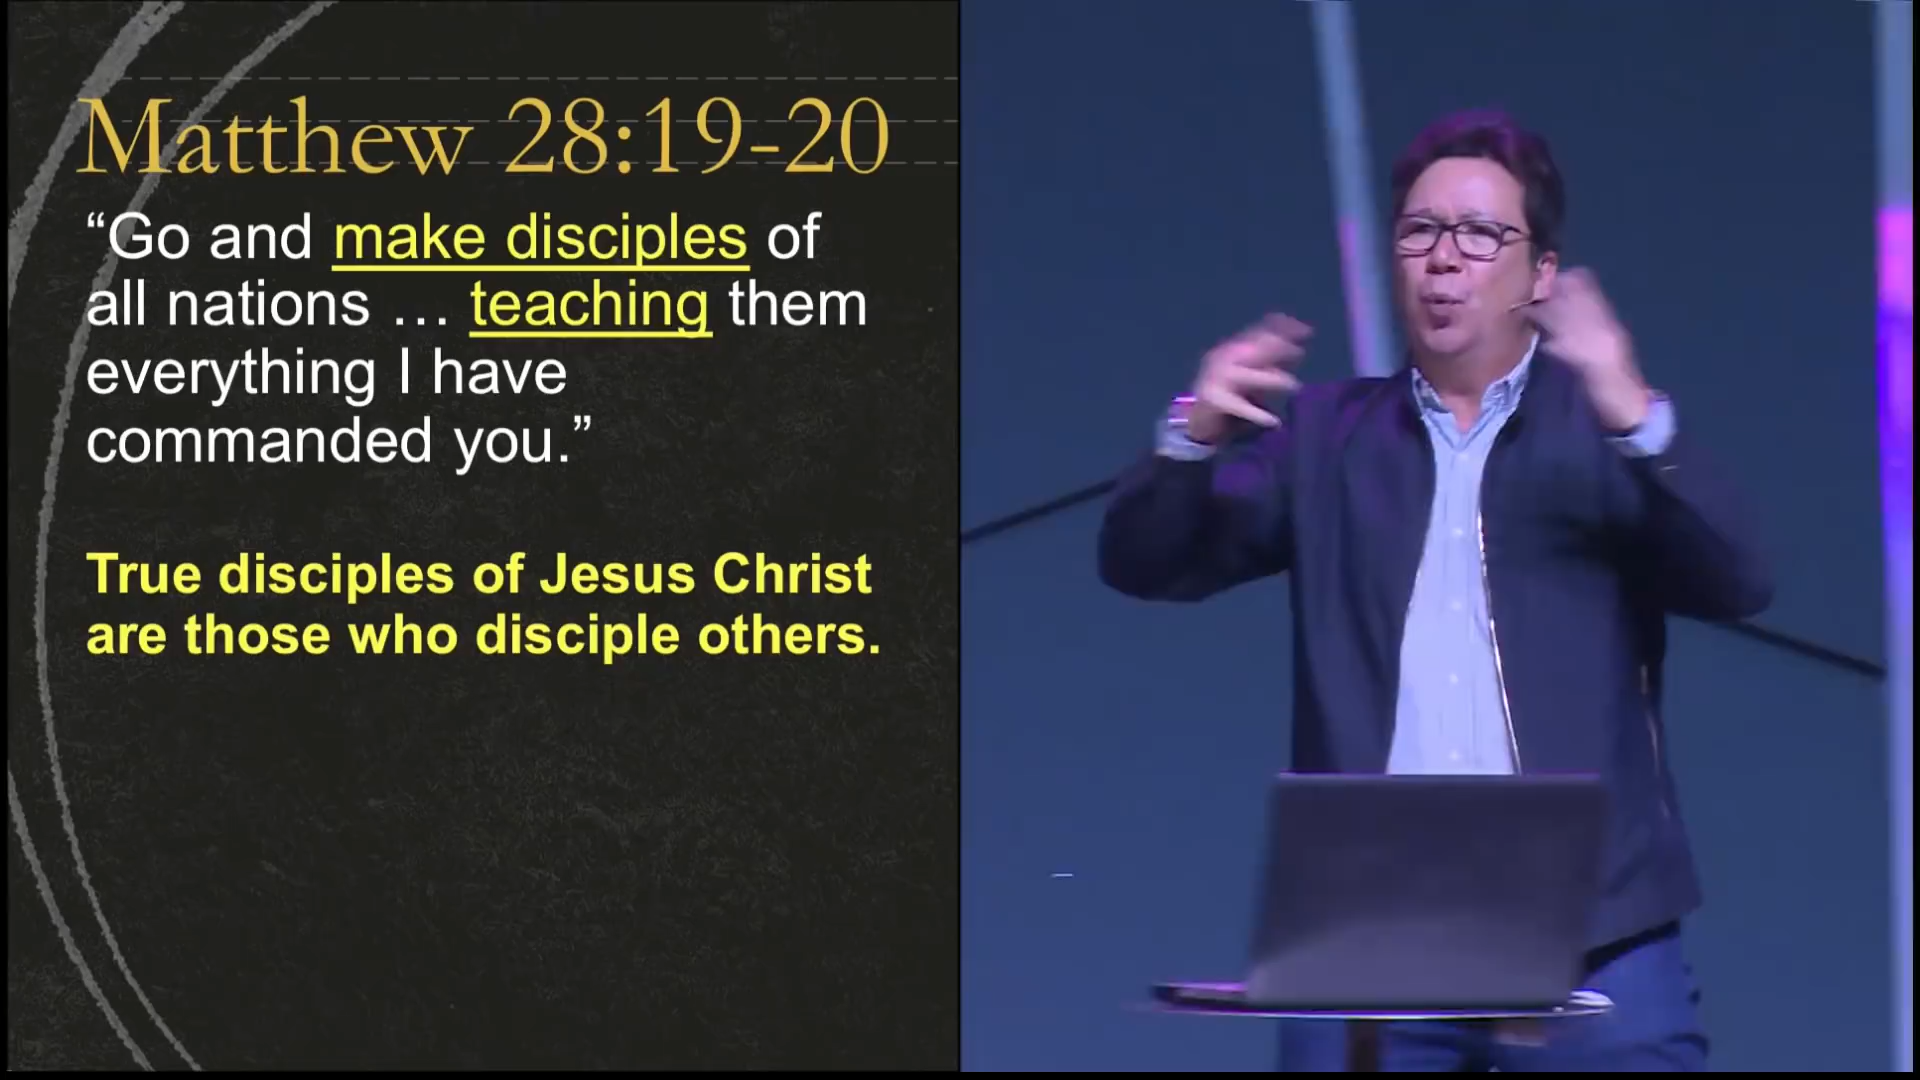 Matthew 28:19-20
“Go and make disciples of
all nations … teaching them
everything I have
commanded you.”
True disciples of Jesus Christ
are those who disciple others.